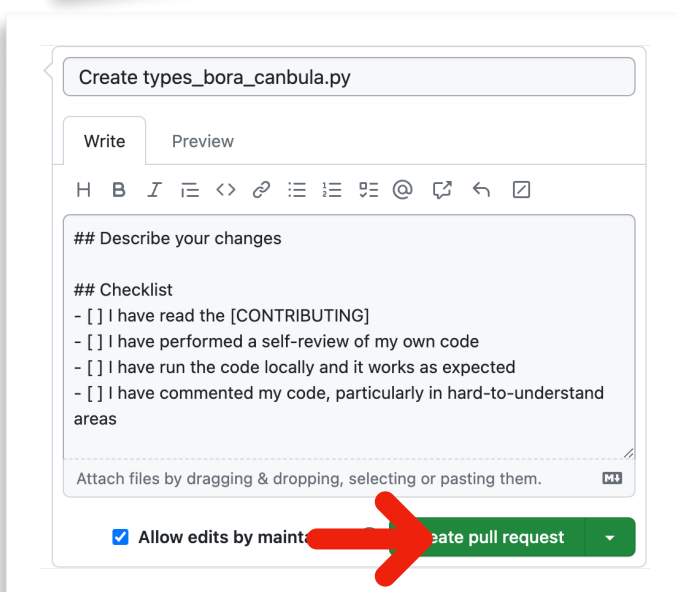 Create types_bora_canbula.py
Write Preview
## Describe your changes
## Checklist
- [ ] I have read the [CONTRIBUTING]
- [ ] I have performed a self-review of my own code
- [ ] I have run the code locally and it works as expected
- [ ] I have commented my code, particularly in hard-to-understand
areas
Attach files by dragging & dropping, selecting or pasting them.
Allow edits by pull request